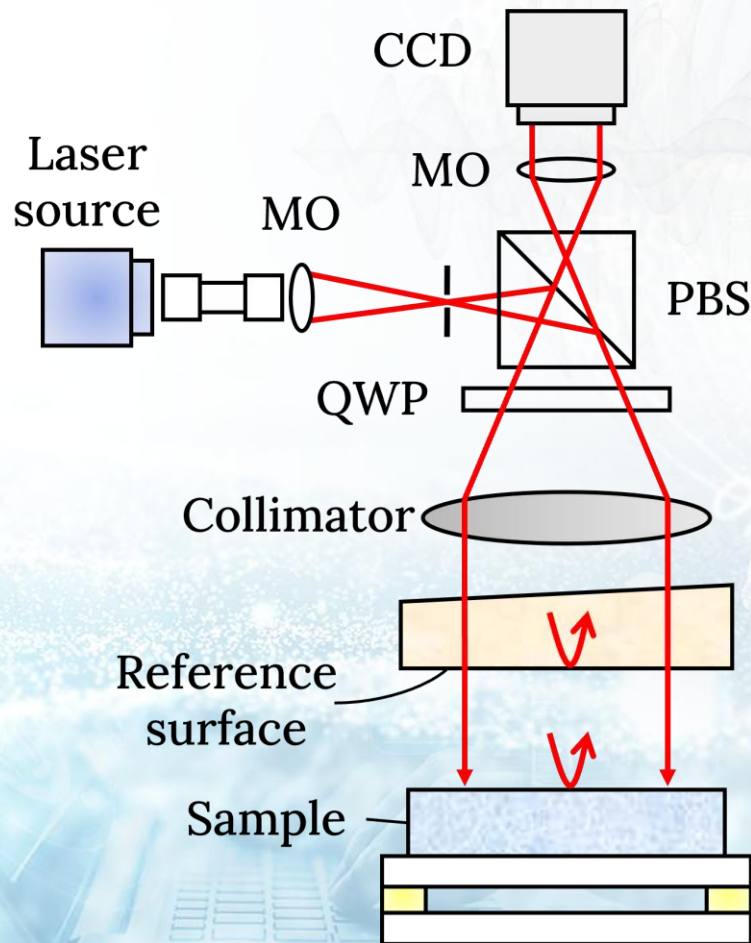 CCD
Laser
source
MO
MO
PBS
QWP
Collimator
Reference
surface
Sample